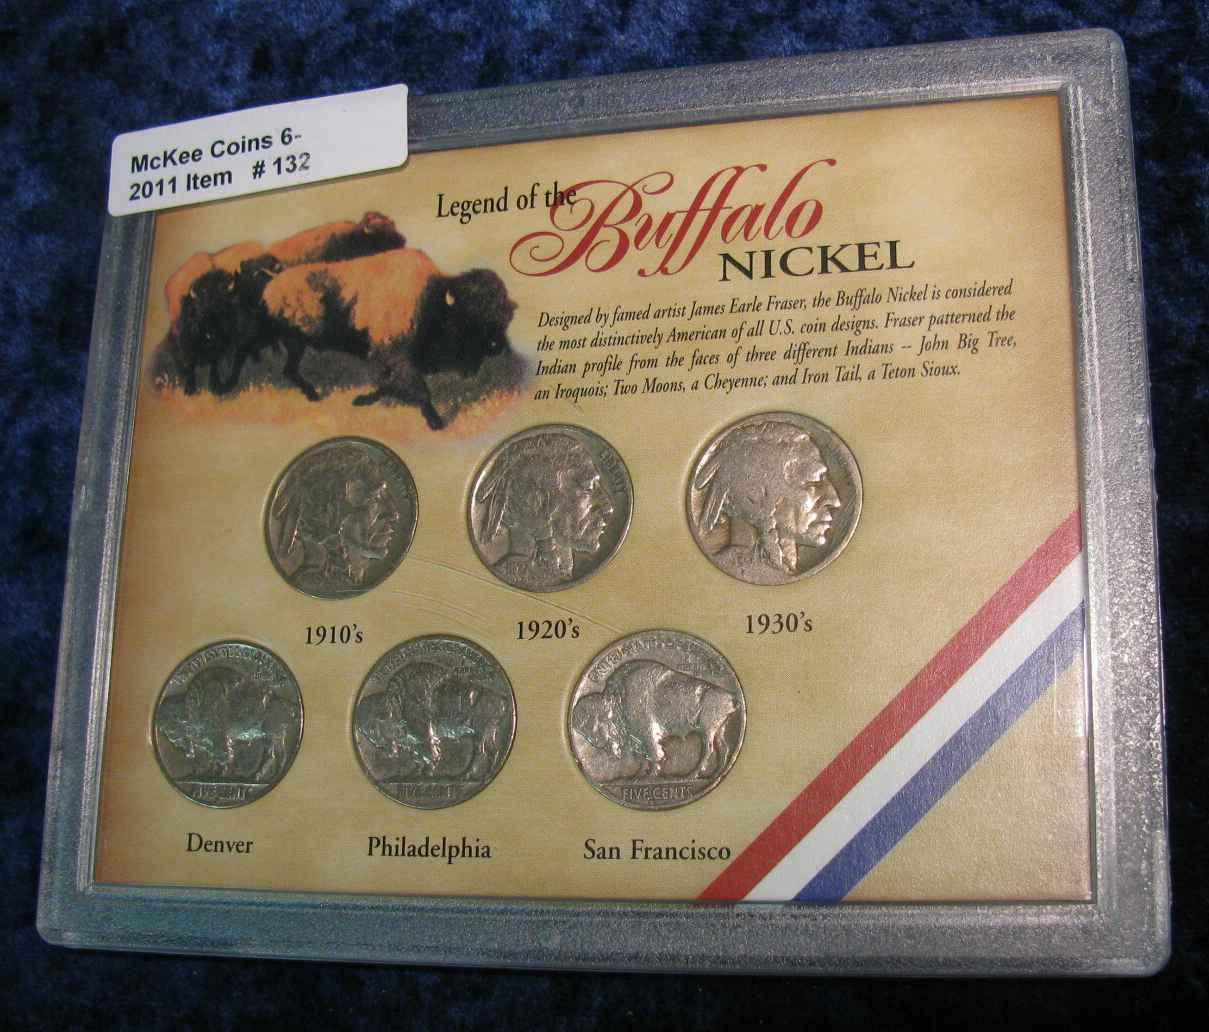 McKee Coins 6-
2011 Item # 132
Legend of the
Buffalo
NICKEL
Designed by famed artist James Earle Fraser, the Buffalo Nickel is considered
the most distinctively American of all U.S. coin designs. Fraser patterned the
Indian profile from the faces of three different Indians -- John Big Tree,
an Iroquois; Two Moons, a Cheyenne; and Iron Tail, a Teton Sioux.
1910's
1920's
1930's
FIVE CENTS
Denver
Philadelphia
San Francisco